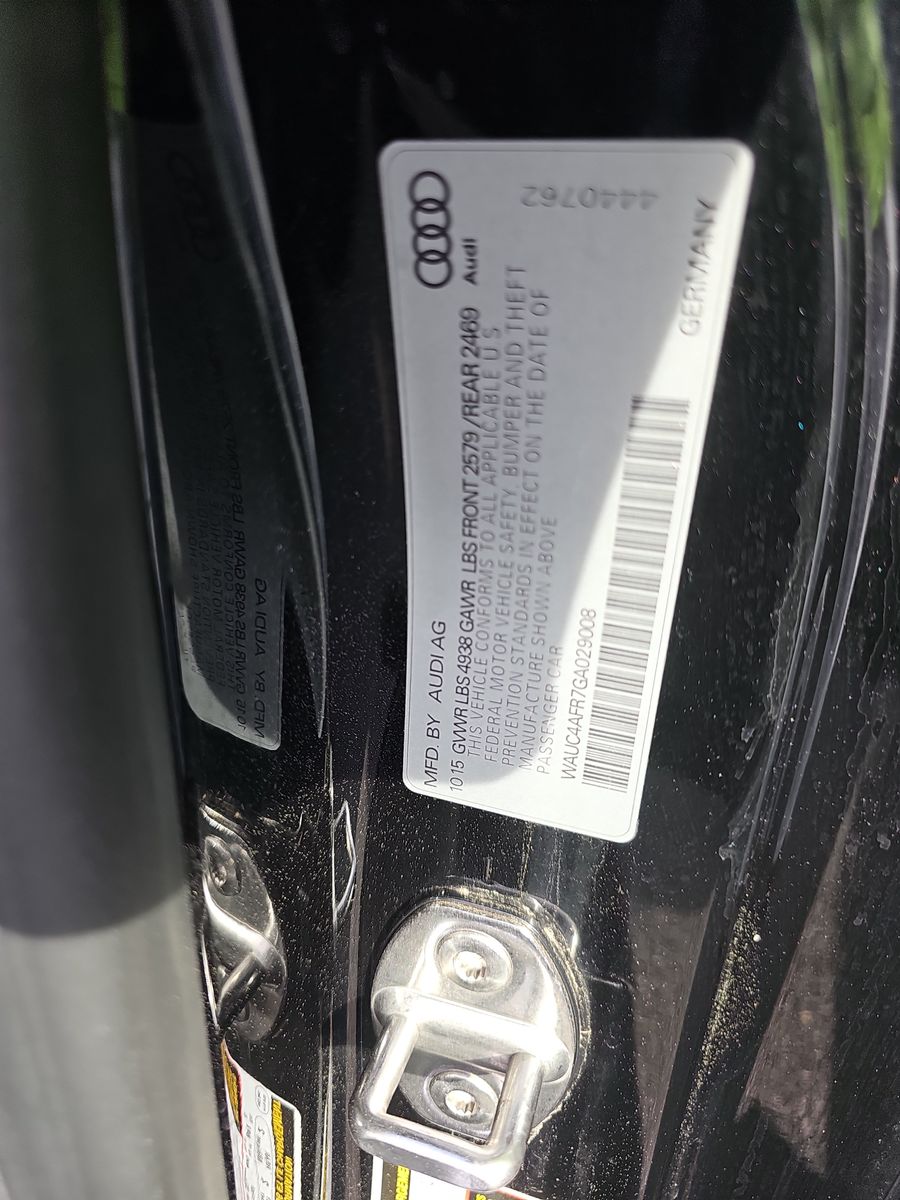 Audi
4440762
MFD. BY AUDI AG
1015 GVWR LBS 4938 GAWR LBS FRONT 2579 /REAR 2469
THIS VEHICLE CONFORMS TO ALL APPLICABLE U S
FEDERAL MOTOR VEHICLE SAFETY, BUMPER AND THEFT
PREVENTION STANDARDS IN EFFECT ON THE DATE OF
MANUFACTURE SHOWN ABOVE
PASSENGER CAR
WAUC4AFR7GA029008
GERMANY